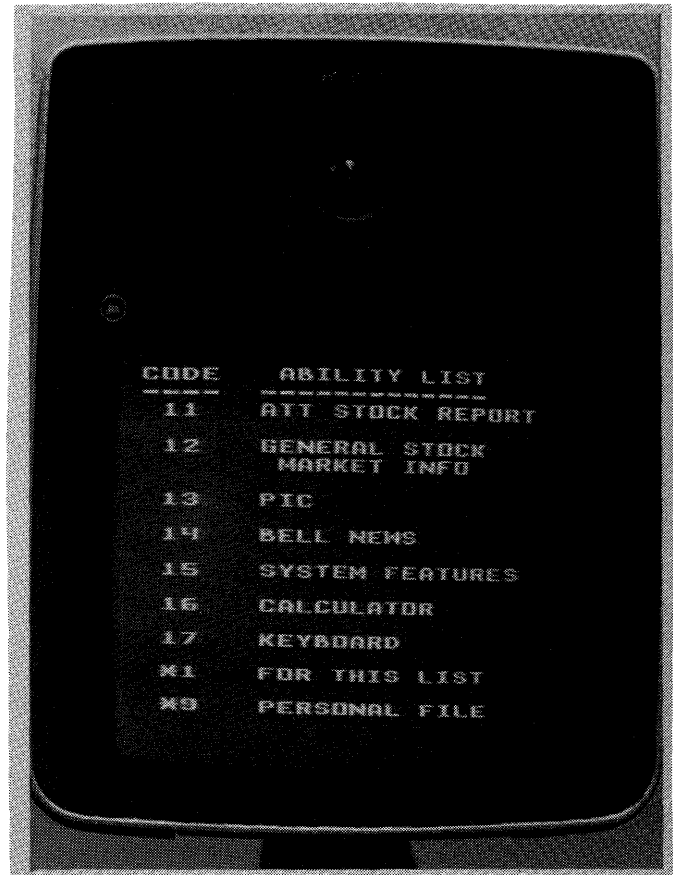 CODE ABILITY LIST
11 ATT STOCK REPORT
12 GENERAL STOCK
MARKET INFO
13 PIC
14 BELL NEWS
15 SYSTEM FEATURES
16 CALCULATOR
17 KEYBOARD
*1 FOR THIS LIST
*9 PERSONAL FILE